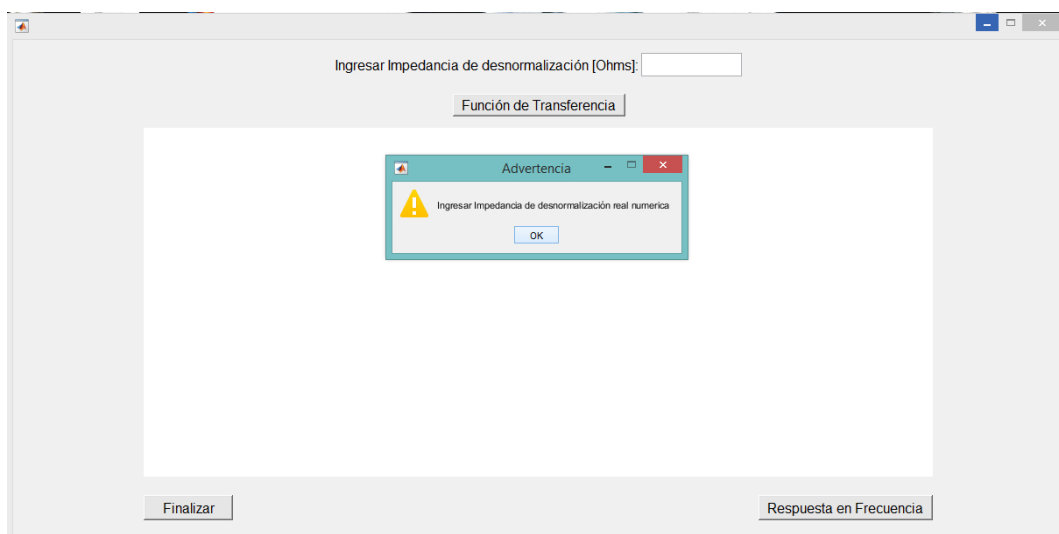 Ingresar Impedancia de desnormalización [Ohms]:
Función de Transferencia
Advertencia
Ingresar Impedancia de desnormalización real numerica
OK
Finalizar
Respuesta en Frecuencia